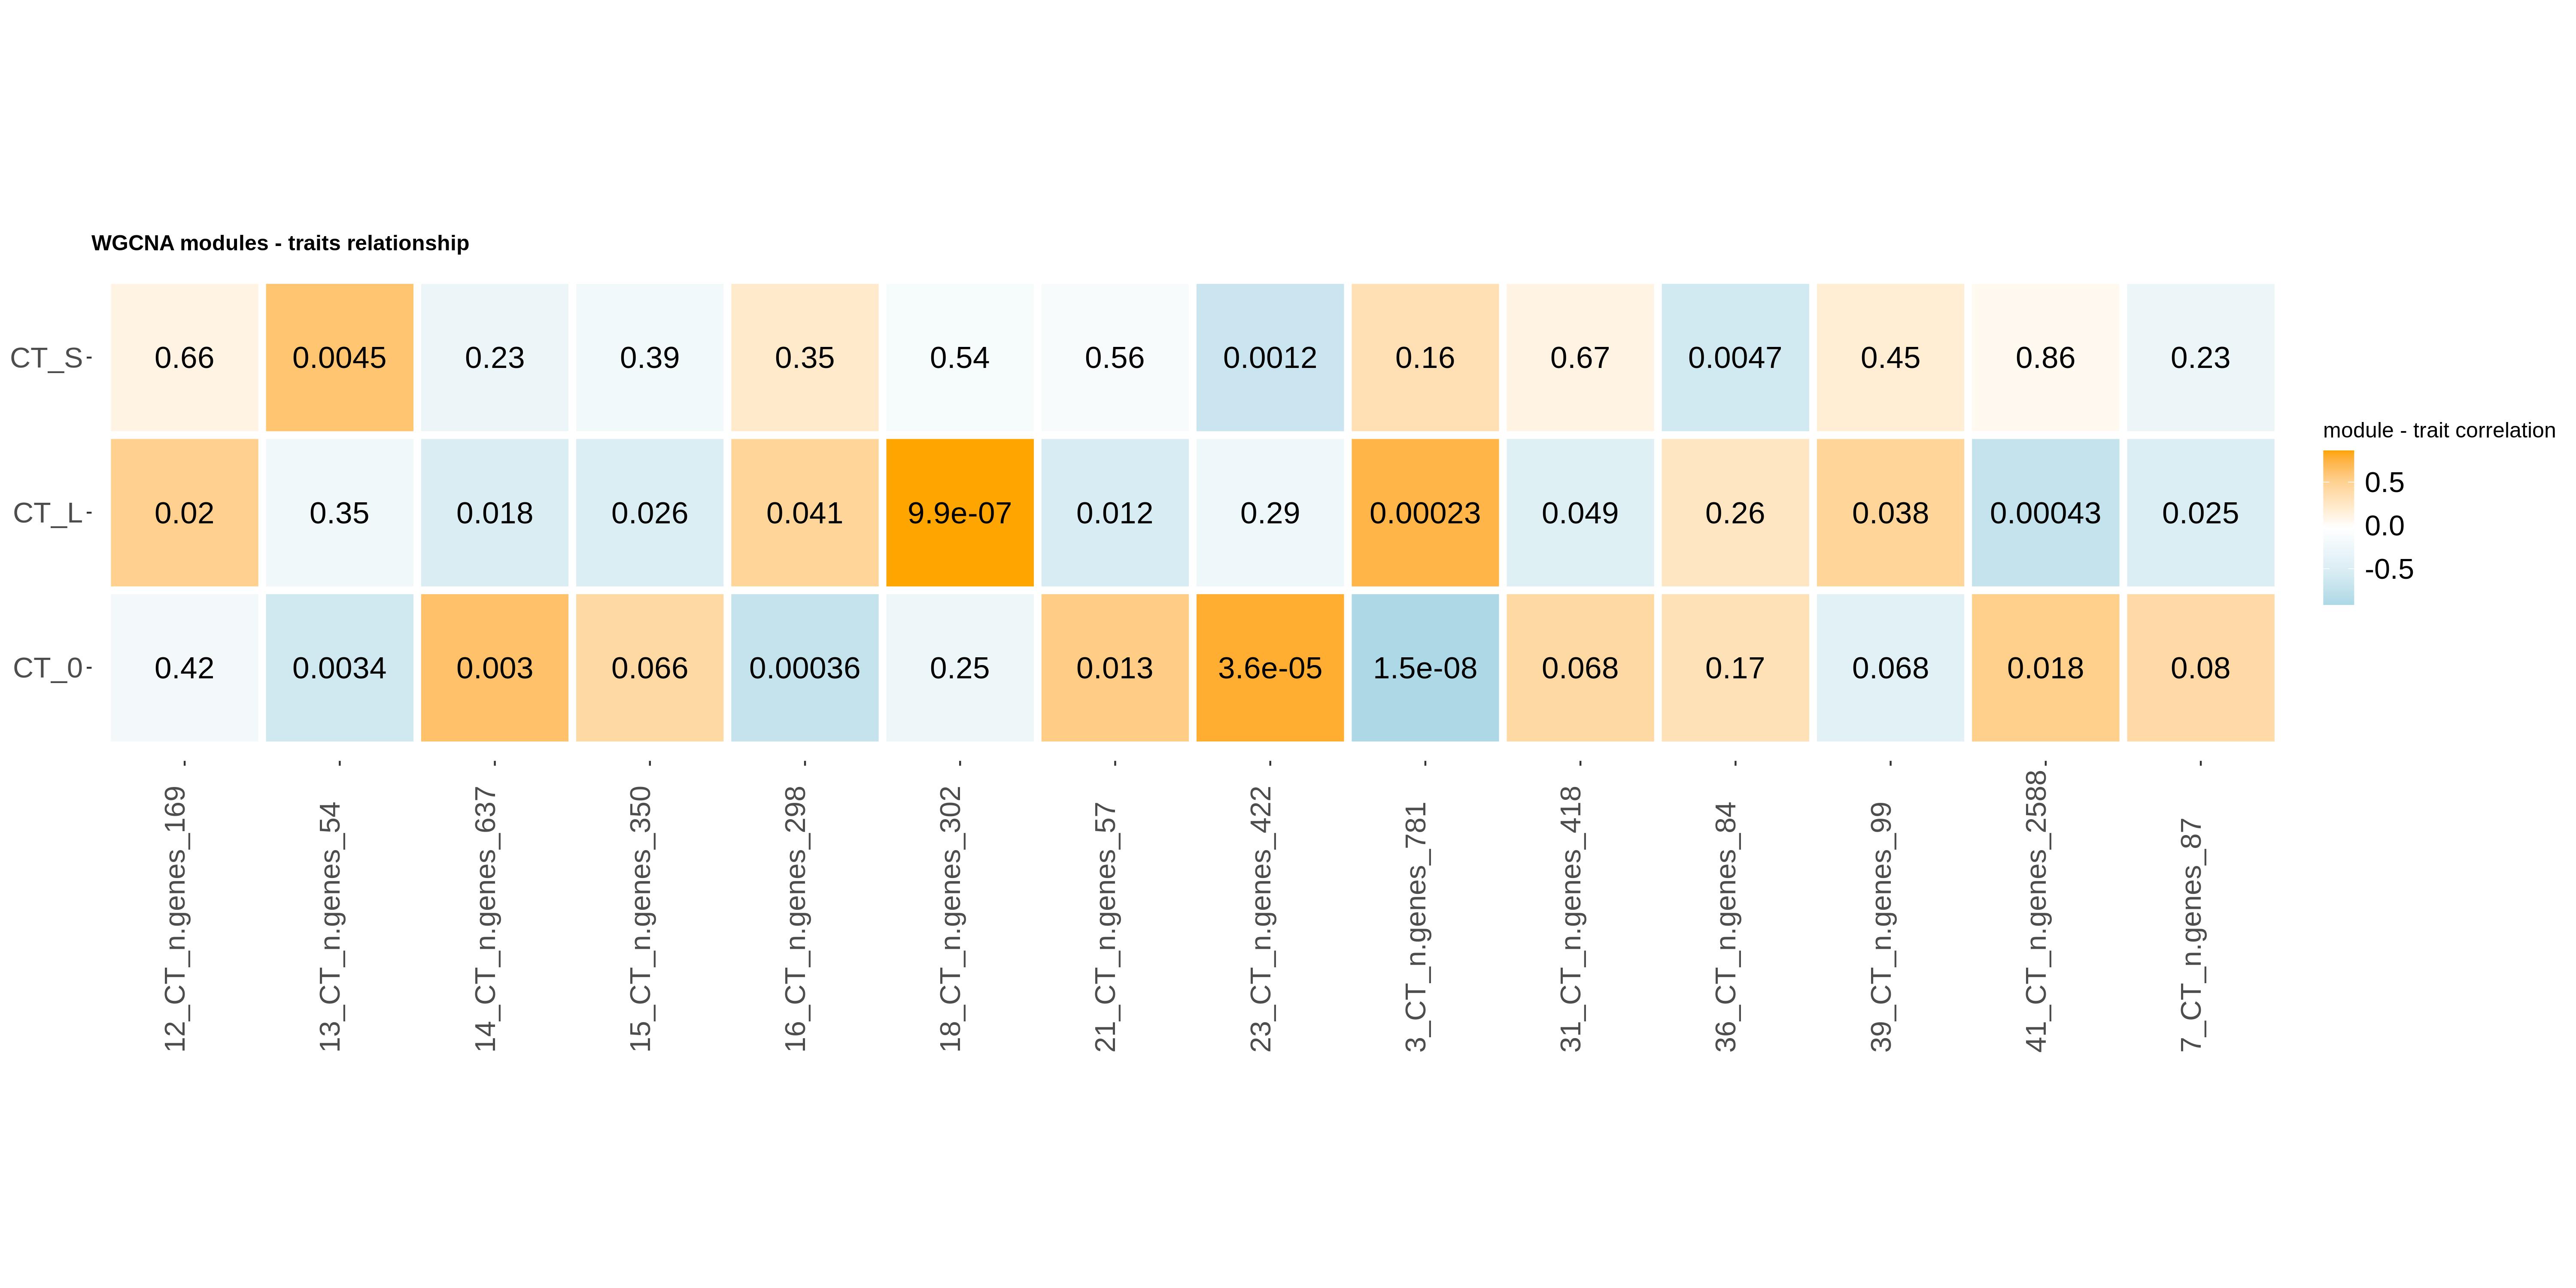 WGCNA modules - traits relationship
CT_S 0.66 0.0045 0.23 0.39 0.35 0.54 0.56 0.0012 0.16 0.67 0.0047 0.45 0.86 0.23
CT_L 0.02 0.35 0.018 0.026 0.041 9.9e-07 0.012 0.29 0.00023 0.049 0.26 0.038 0.00043 0.025
CT_0 0.42 0.0034 0.003 0.066 0.00036 0.25 0.013 3.6e-05 1.5e-08 0.068 0.17 0.068 0.018 0.08
12_CT_n.genes_169
13_CT_n.genes_54
14_CT_n.genes_637
15_CT_n.genes_350
16_CT_n.genes_298
18_CT_n.genes_302
21_CT_n.genes_57
23_CT_n.genes_422
3_CT_n.genes_781
31_CT_n.genes_418
36_CT_n.genes_84
39_CT_n.genes_99
41_CT_n.genes_2588
7_CT_n.genes_87
module - trait correlation
0.5
0.0
-0.5